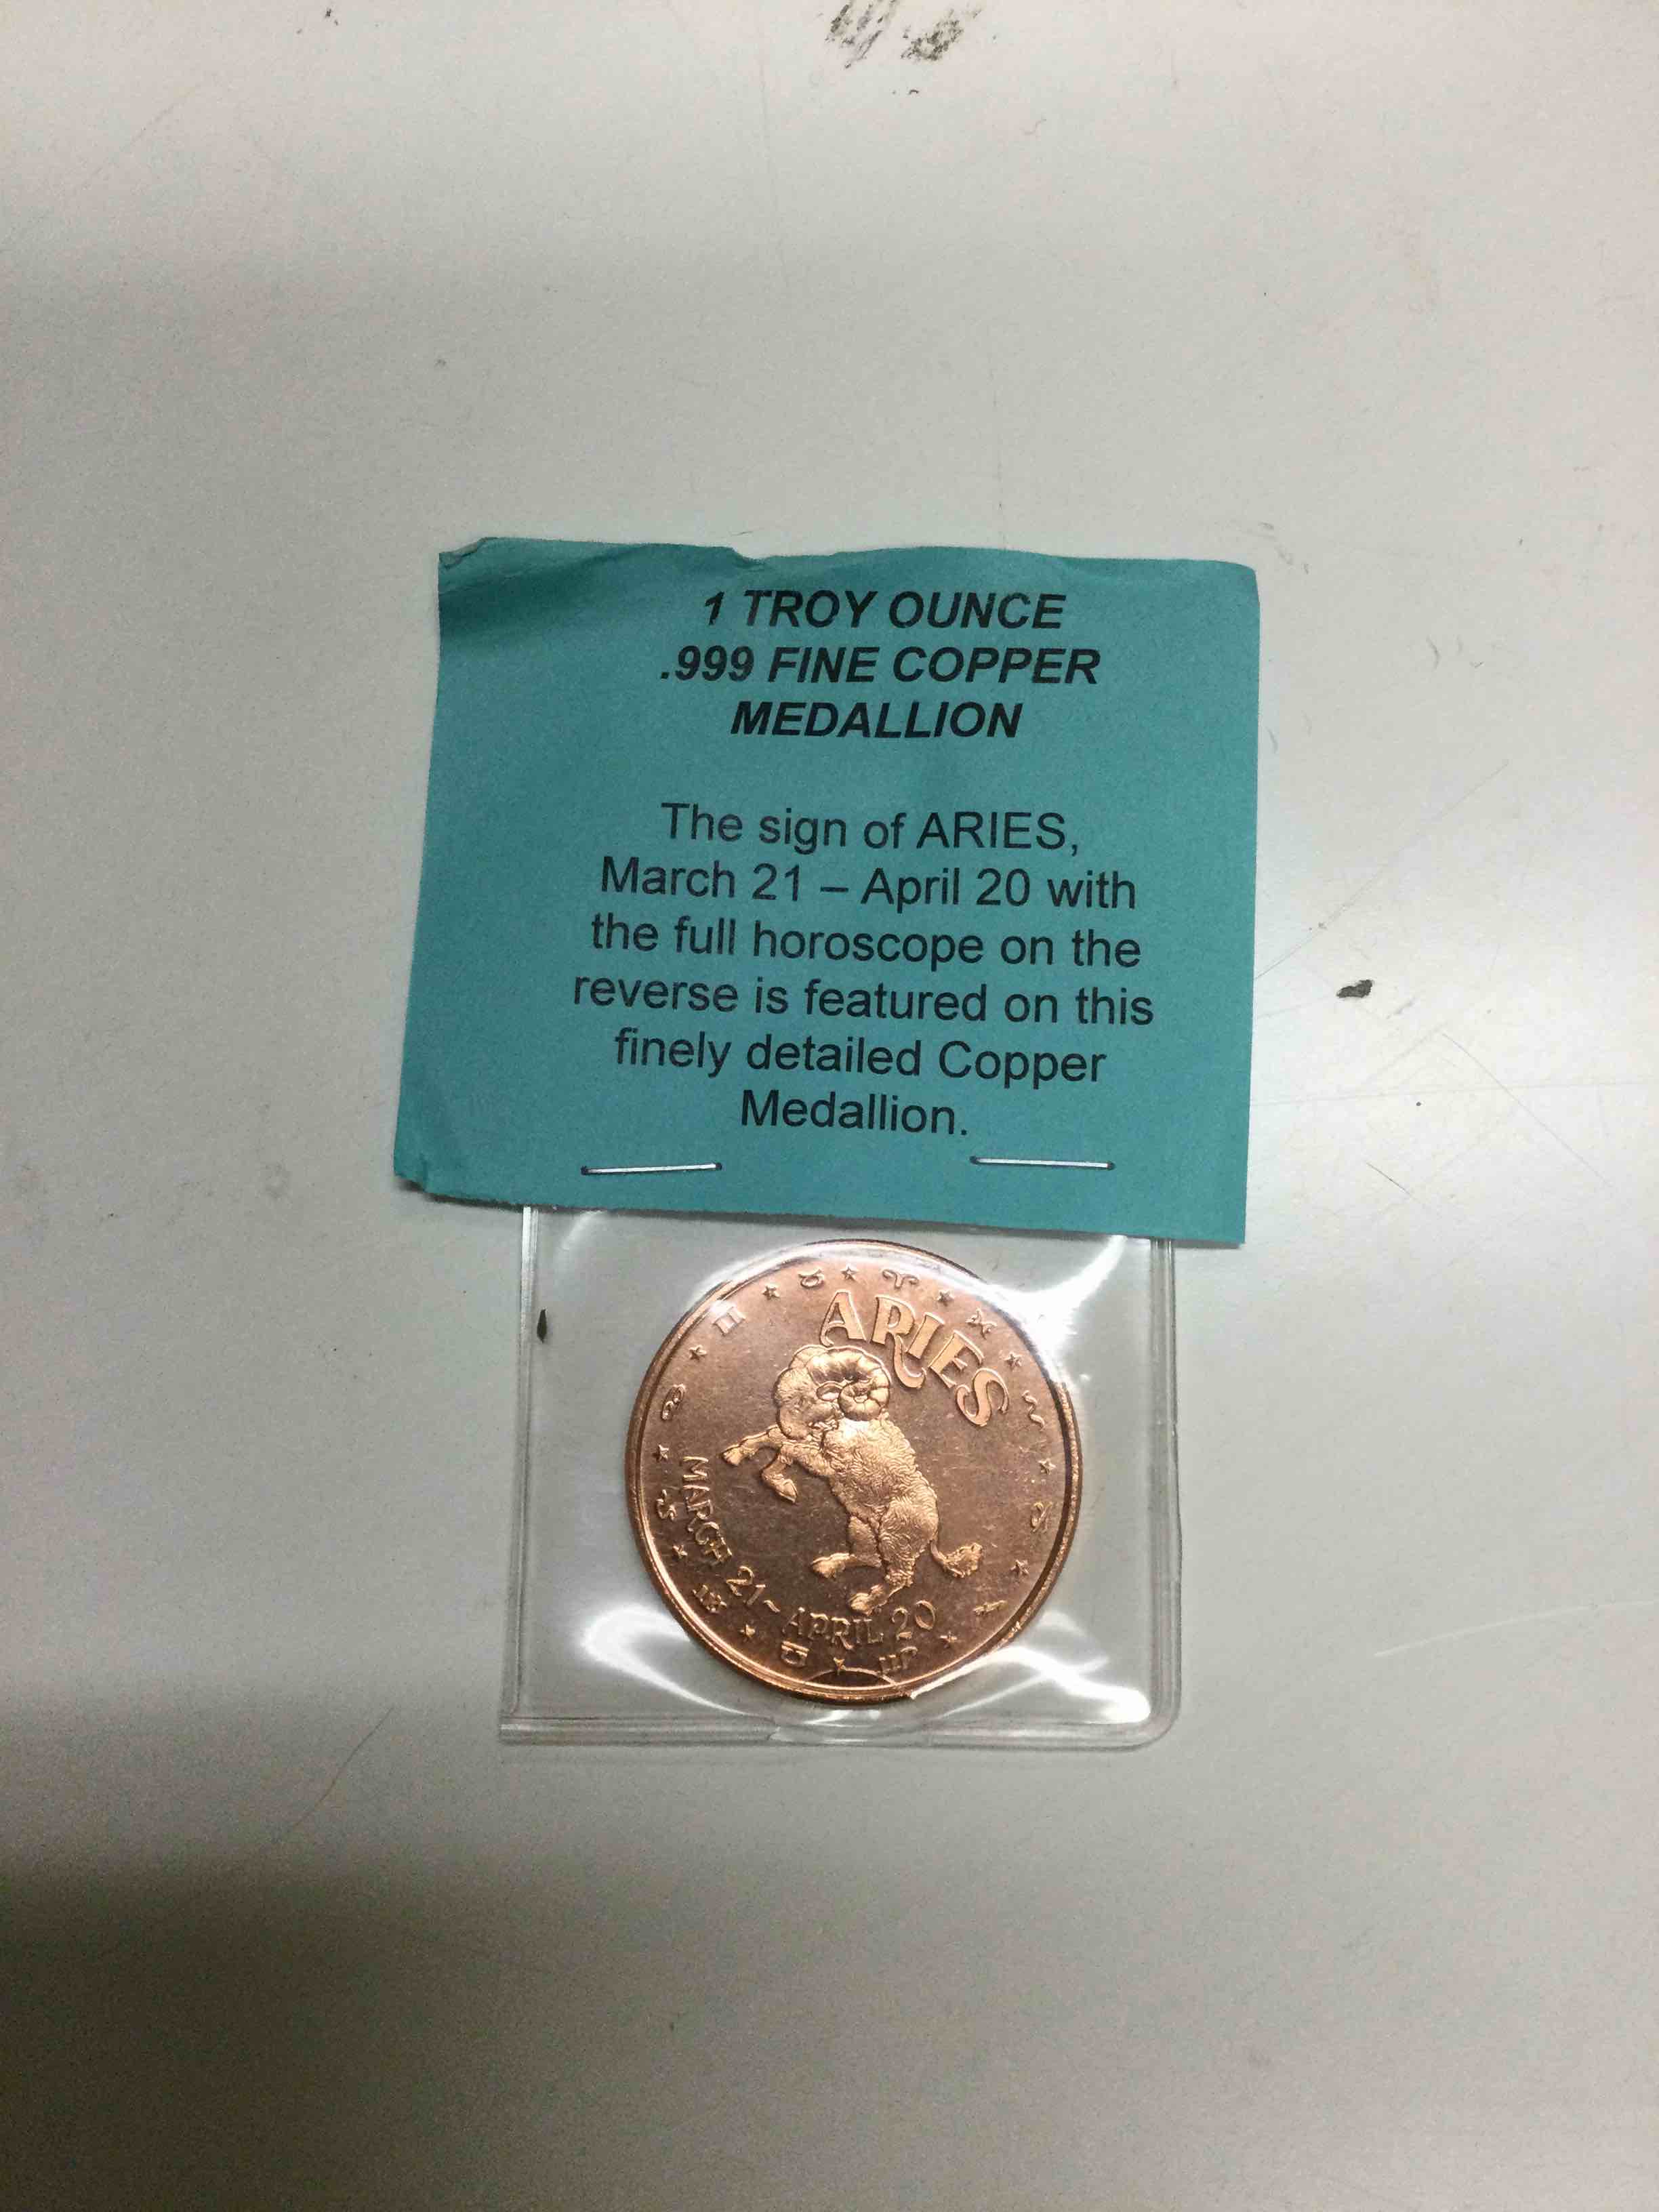 1 TROY OUNCE
.999 FINE COPPER
MEDALLION
The sign of ARIES,
March 21 – April 20 with
the full horoscope on the
reverse is featured on this
finely detailed Copper
Medallion.
ARIES
MARCH 21~APRIL 20